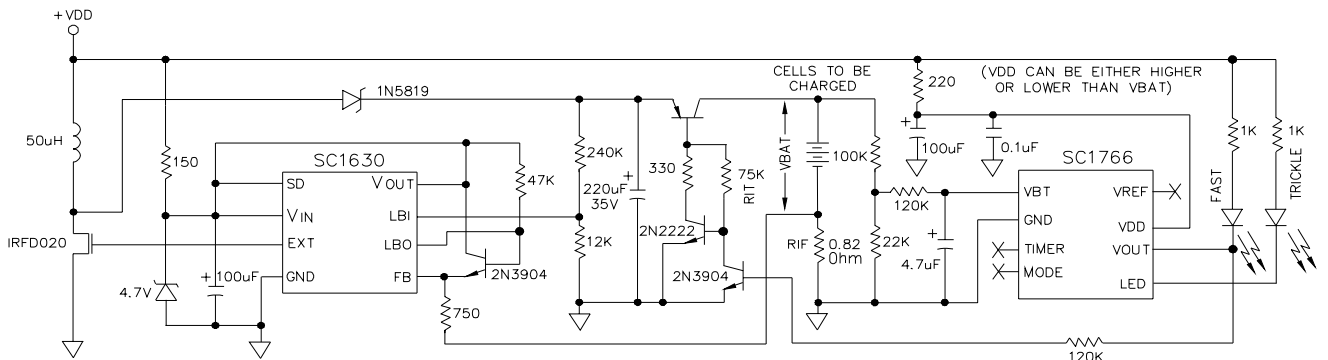 +VDD
50uH
IRFD020
150
4.7V
+
100uF
1N5819
SC1630
SD
VIN
EXT
GND
VOUT
LBI
LBO
FB
47K
2N3904
750
240K
12K
220uF
35V
+
330
75K
RIT
2N2222
2N3904
CELLS TO BE
CHARGED
VBAT
100K
RIF
0.82
Ohm
22K
120K
+
4.7uF
220
(VDD CAN BE EITHER HIGHER
OR LOWER THAN VBAT)
+
100uF
0.1uF
SC1766
VBT
GND
TIMER
MODE
VREF
VDD
VOUT
LED
1K
FAST
1K
TRICKLE
120K